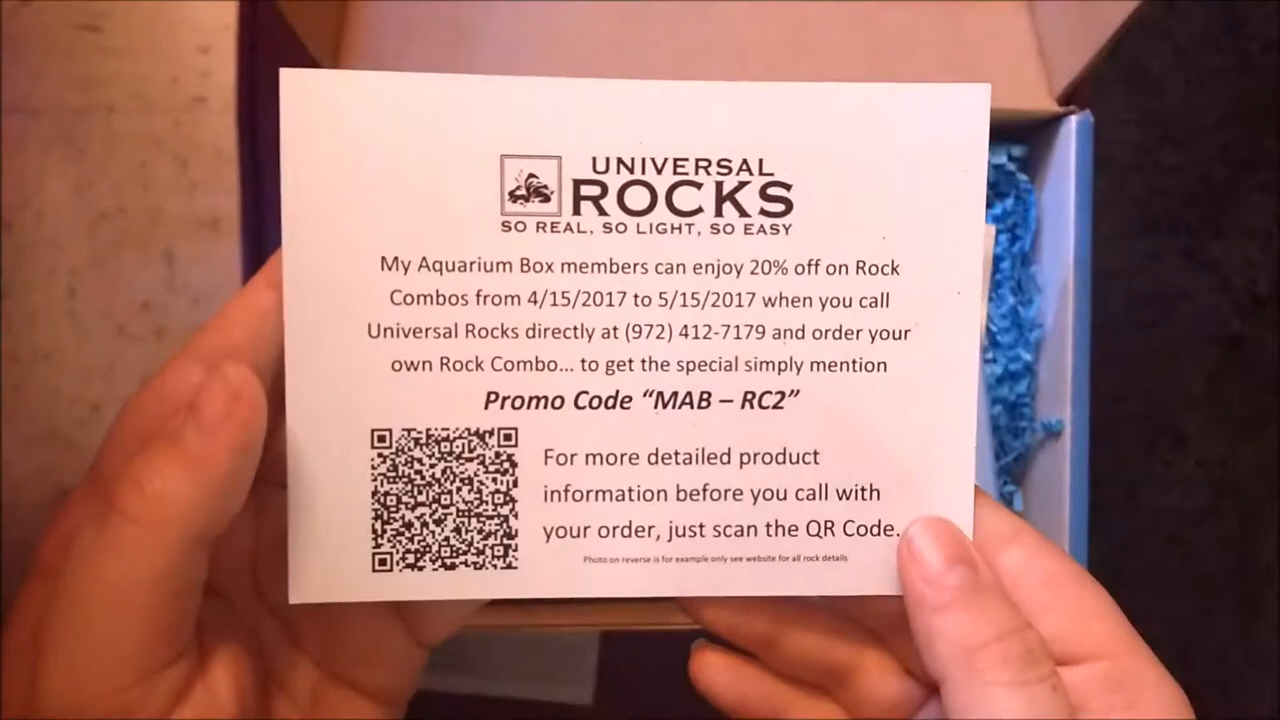 UNIVERSAL
ROCKS
SO REAL, SO LIGHT, SO EASY
My Aquarium Box members can enjoy 20% off on Rock
Combos from 4/15/2017 to 5/15/2017 when you call
Universal Rocks directly at (972) 412-7179 and order your
own Rock Combo... to get the special simply mention
Promo Code “MAB – RC2”
For more detailed product
information before you call with
your order, just scan the QR Code.
Photo on reverse is for example only see website for all rock details